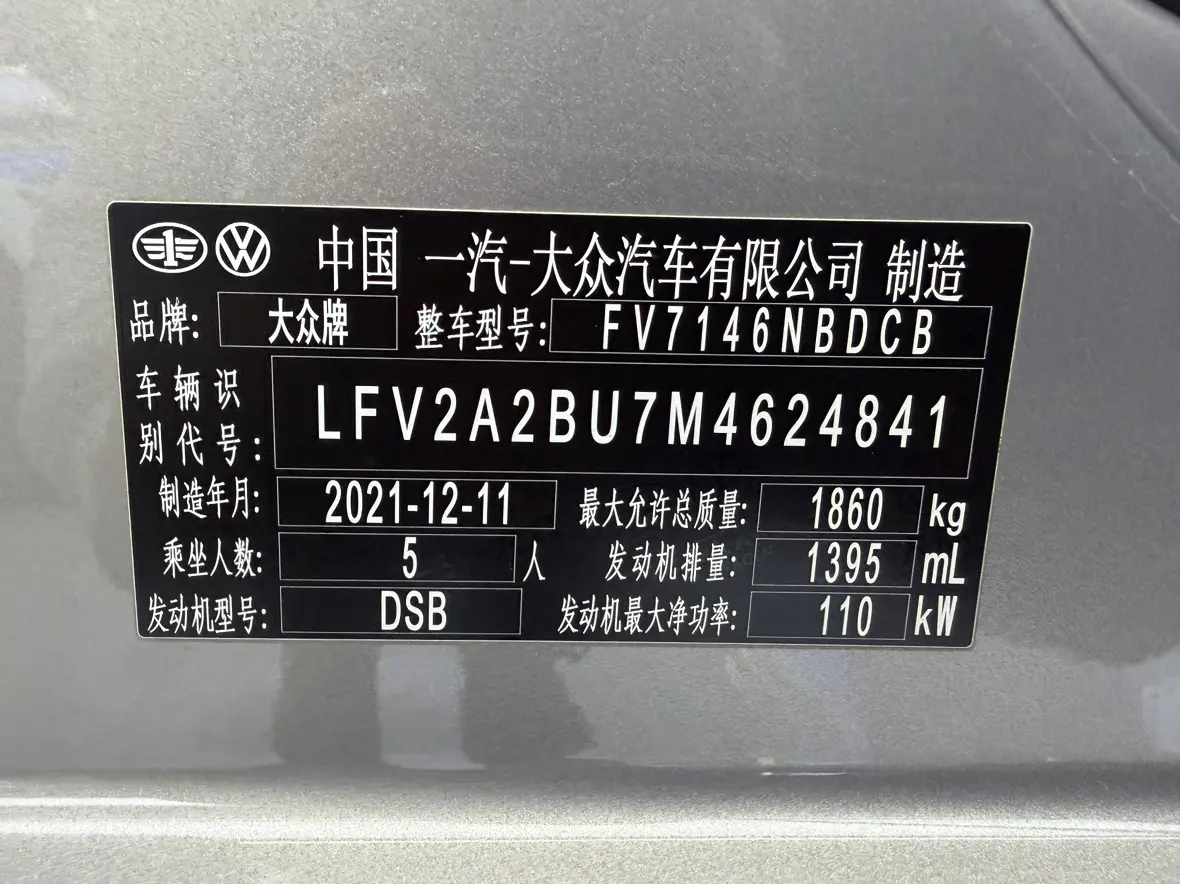 中国 一汽-大众汽车有限公司 制造
品牌: 大众牌 整车型号: FV7146NBDCB
车辆识别代号: LFV2A2BU7M4624841
制造年月: 2021-12-11 最大允许总质量: 1860 kg
乘坐人数: 5 人 发动机排量: 1395 mL
发动机型号: DSB 发动机最大净功率: 110 kW